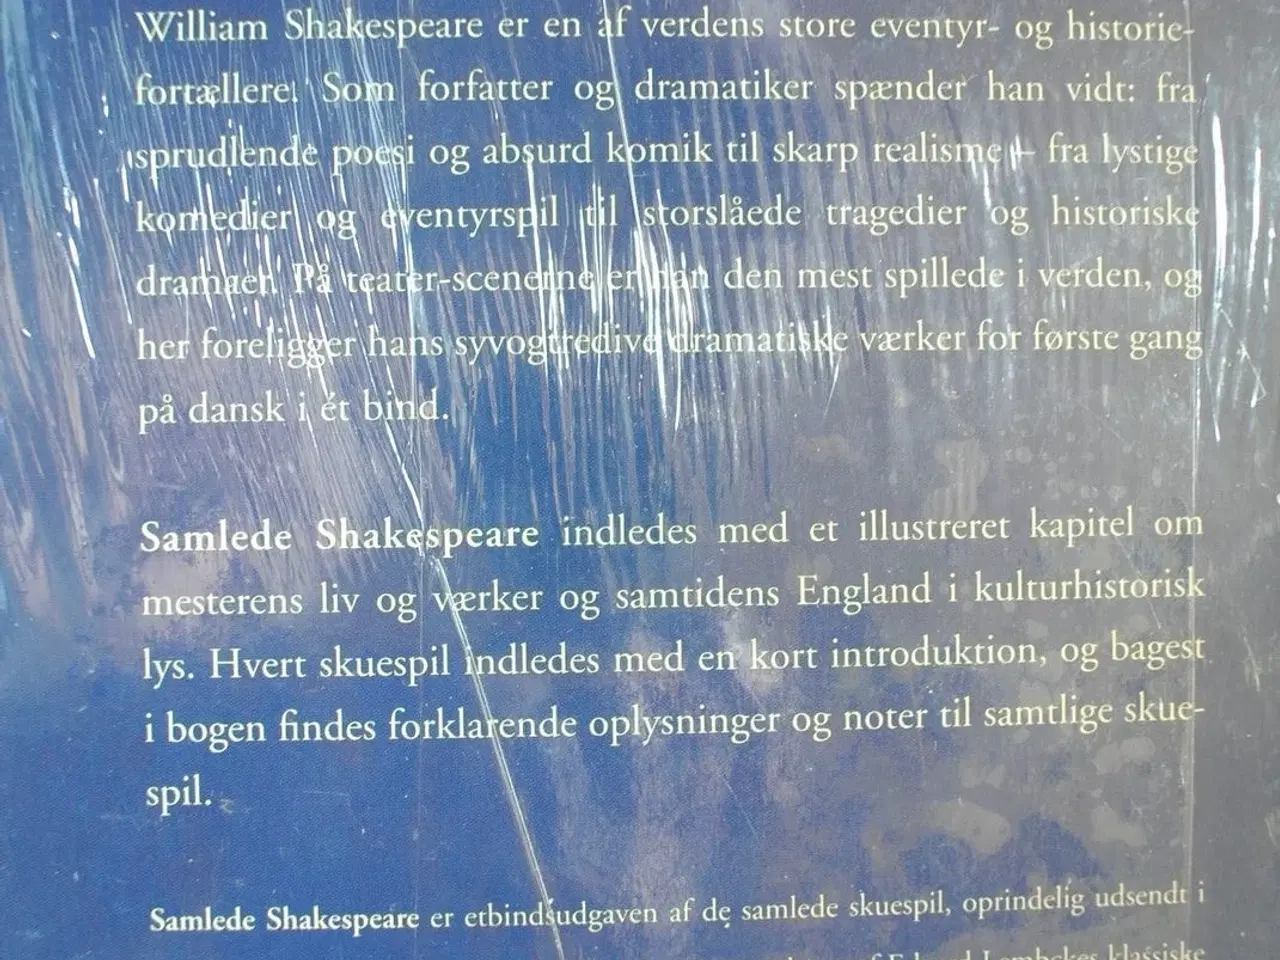 William Shakespeare er en af verdens store eventyr- og historie-
fortællere. Som forfatter og dramatiker spænder han vidt: fra
sprudlende poesi og absurd komik til skarp realisme – fra lystige
komedier og eventyrspil til storslåede tragedier og historiske
dramaer. På teater-scenerne er han den mest spillede i verden, og
her foreligger hans syvogtredive dramatiske værker for første gang
på dansk i ét bind.
Samlede Shakespeare indledes med et illustreret kapitel om
mesterens liv og værker og samtidens England i kulturhistorisk
lys. Hvert skuespil indledes med en kort introduktion, og bagest
i bogen findes forklarende oplysninger og noter til samtlige skue-
spil.
Samlede Shakespeare er etbindsudgaven af de samlede skuespil, oprindelig udsendt i
af Edvard Lembckes klassiske